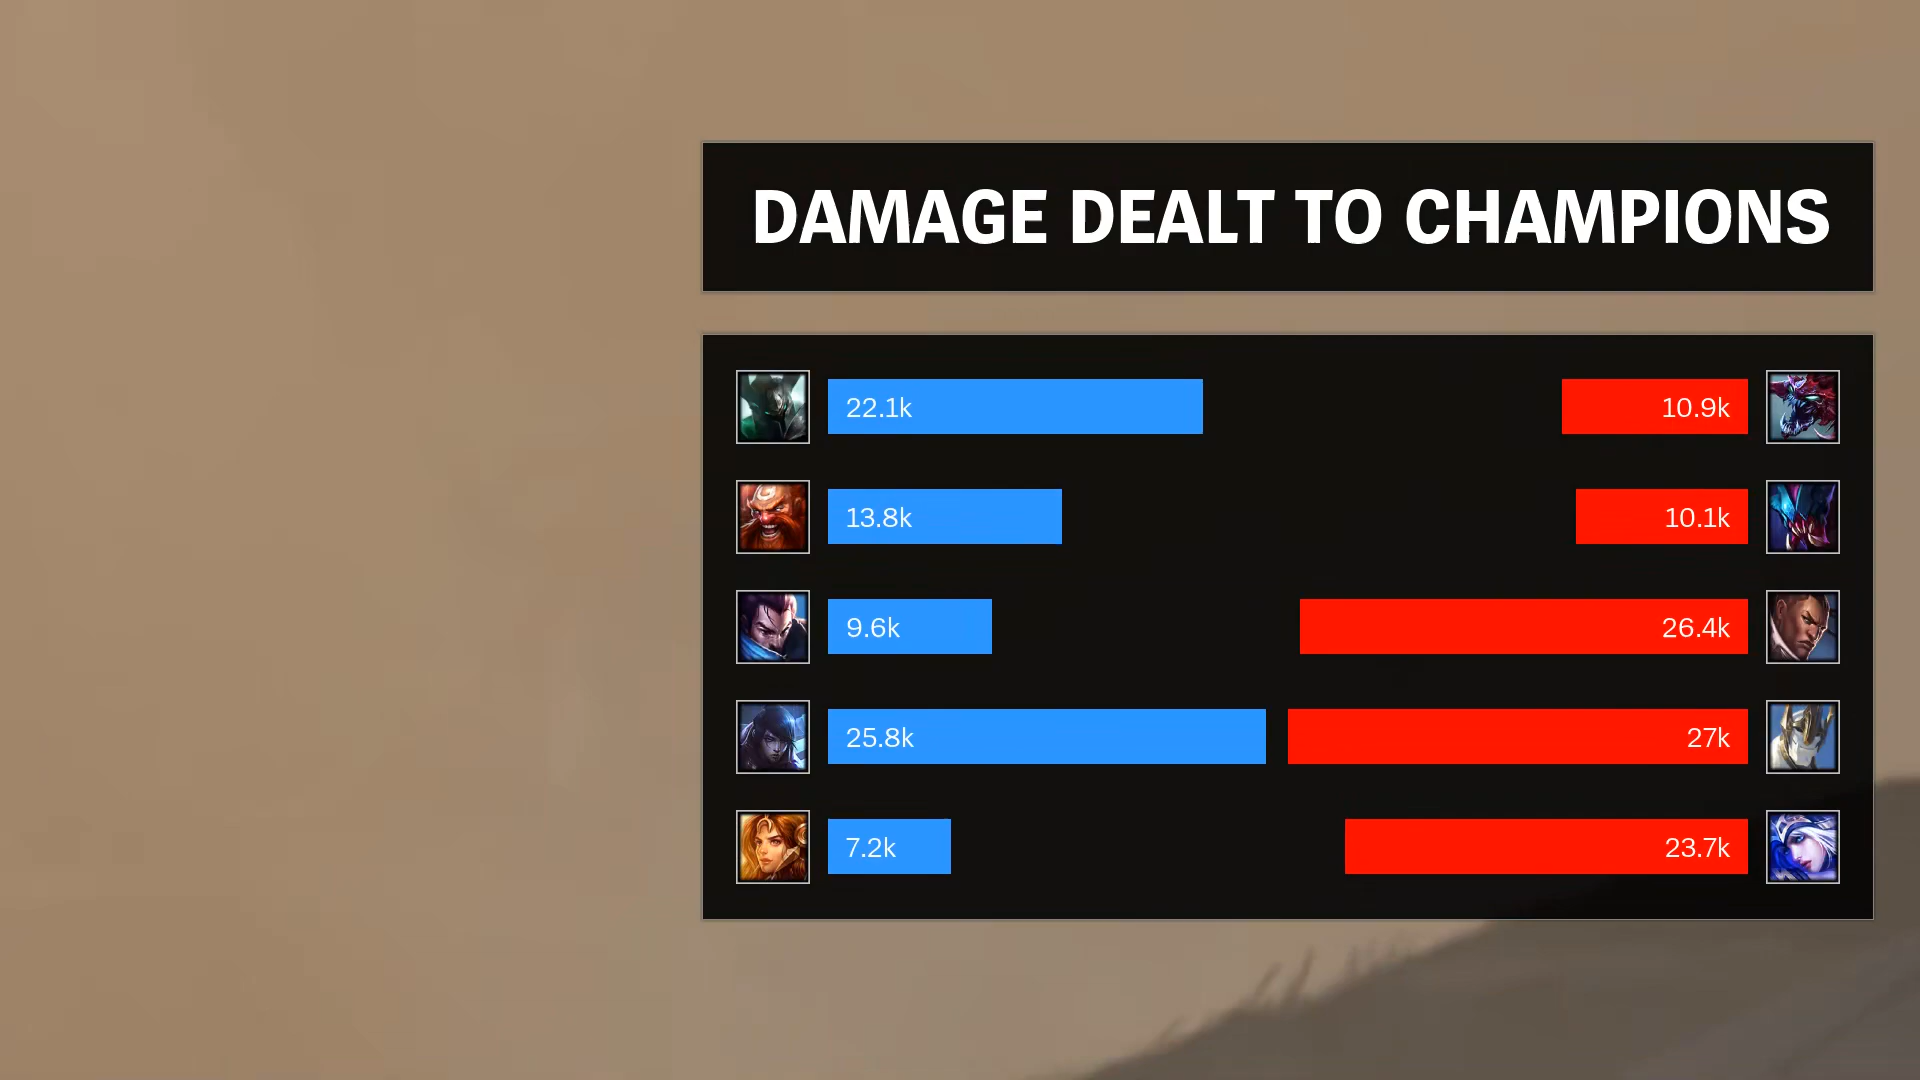 DAMAGE DEALT TO CHAMPIONS
22.1k 10.9k
13.8k 10.1k
9.6k 26.4k
25.8k 27k
7.2k 23.7k